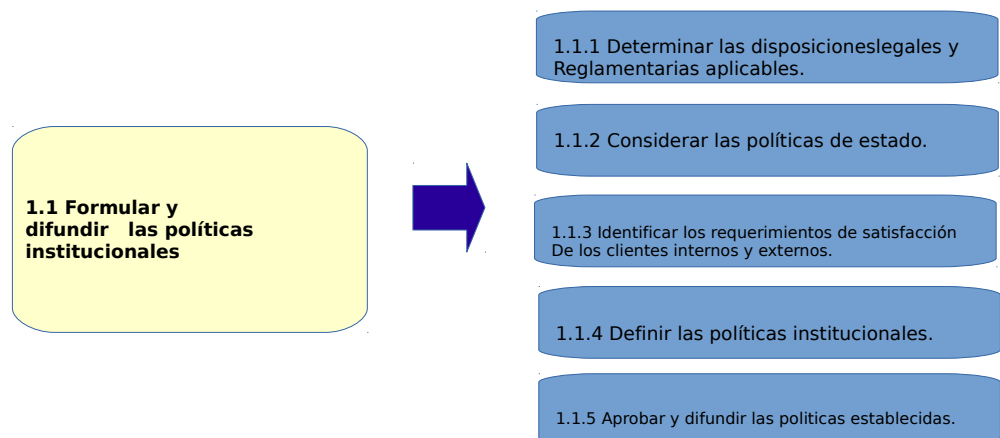 1.1.1 Determinar las disposicioneslegales y
Reglamentarias aplicables.
1.1.2 Considerar las políticas de estado.
1.1 Formular y
difundir   las políticas
institucionales
1.1.3 Identificar los requerimientos de satisfacción
De los clientes internos y externos.
1.1.4 Definir las políticas institucionales.
1.1.5 Aprobar y difundir las politicas establecidas.